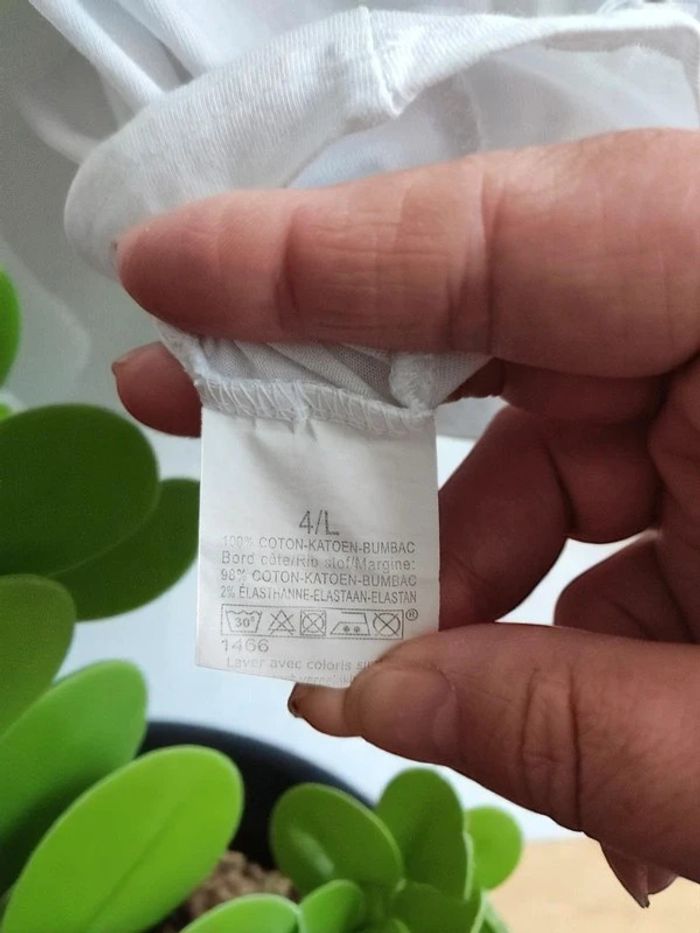 4/L
100% COTON-KATOEN-BUMBAC
Bord côte/Rib stof/Margine:
98% COTON-KATOEN-BUMBAC
2% ÉLASTHANNE-ELASTAAN-ELASTAN
30° ®
1466
Laver avec coloris